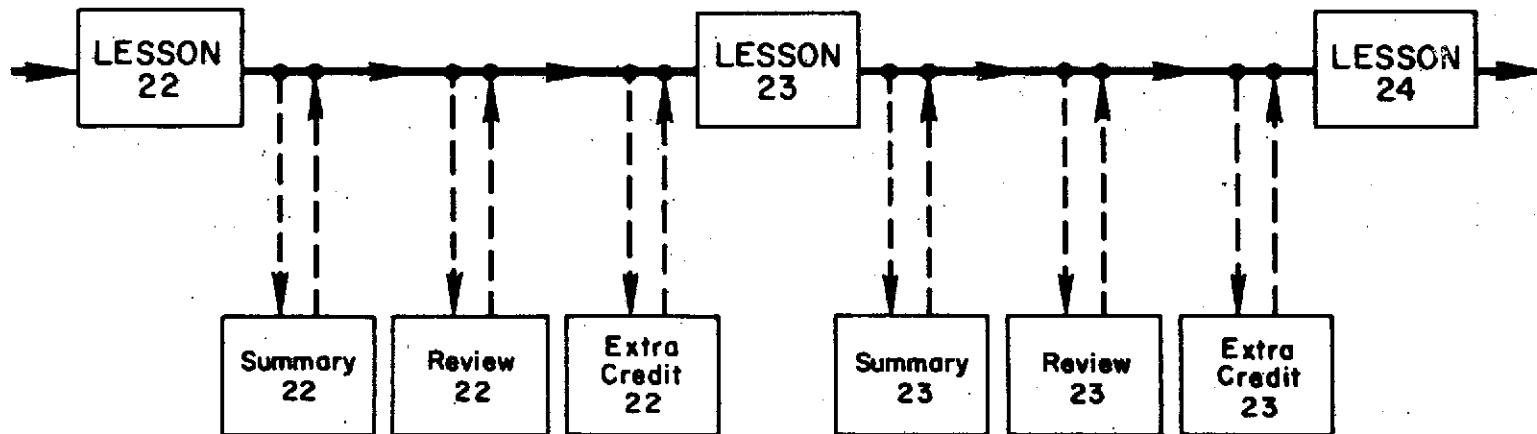 LESSON
22
LESSON
23
LESSON
24
Summary
22
Review
22
Extra
Credit
22
Summary
23
Review
23
Extra
Credit
23